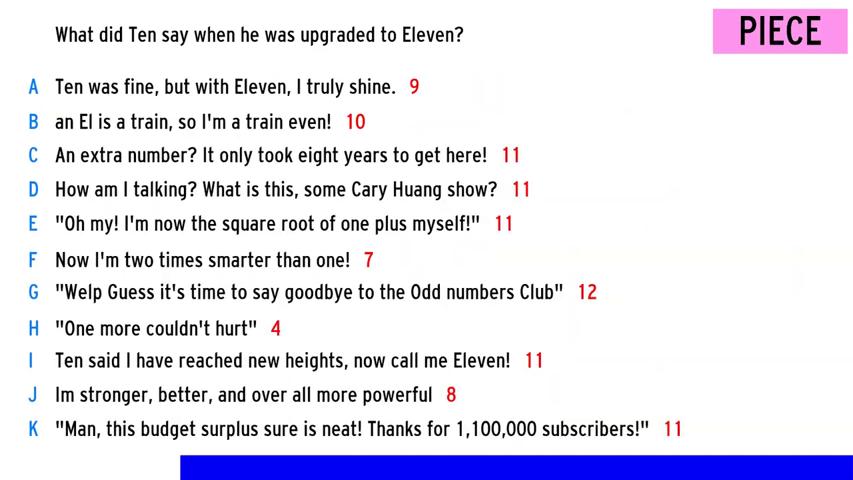 What did Ten say when he was upgraded to Eleven?
PIECE
A Ten was fine, but with Eleven, I truly shine. 9
B an El is a train, so I'm a train even! 10
C An extra number? It only took eight years to get here! 11
D How am I talking? What is this, some Cary Huang show? 11
E "Oh my! I'm now the square root of one plus myself!" 11
F Now I'm two times smarter than one! 7
G "Welp Guess it's time to say goodbye to the Odd numbers Club" 12
H "One more couldn't hurt" 4
I Ten said I have reached new heights, now call me Eleven! 11
J Im stronger, better, and over all more powerful 8
K "Man, this budget surplus sure is neat! Thanks for 1,100,000 subscribers!" 11